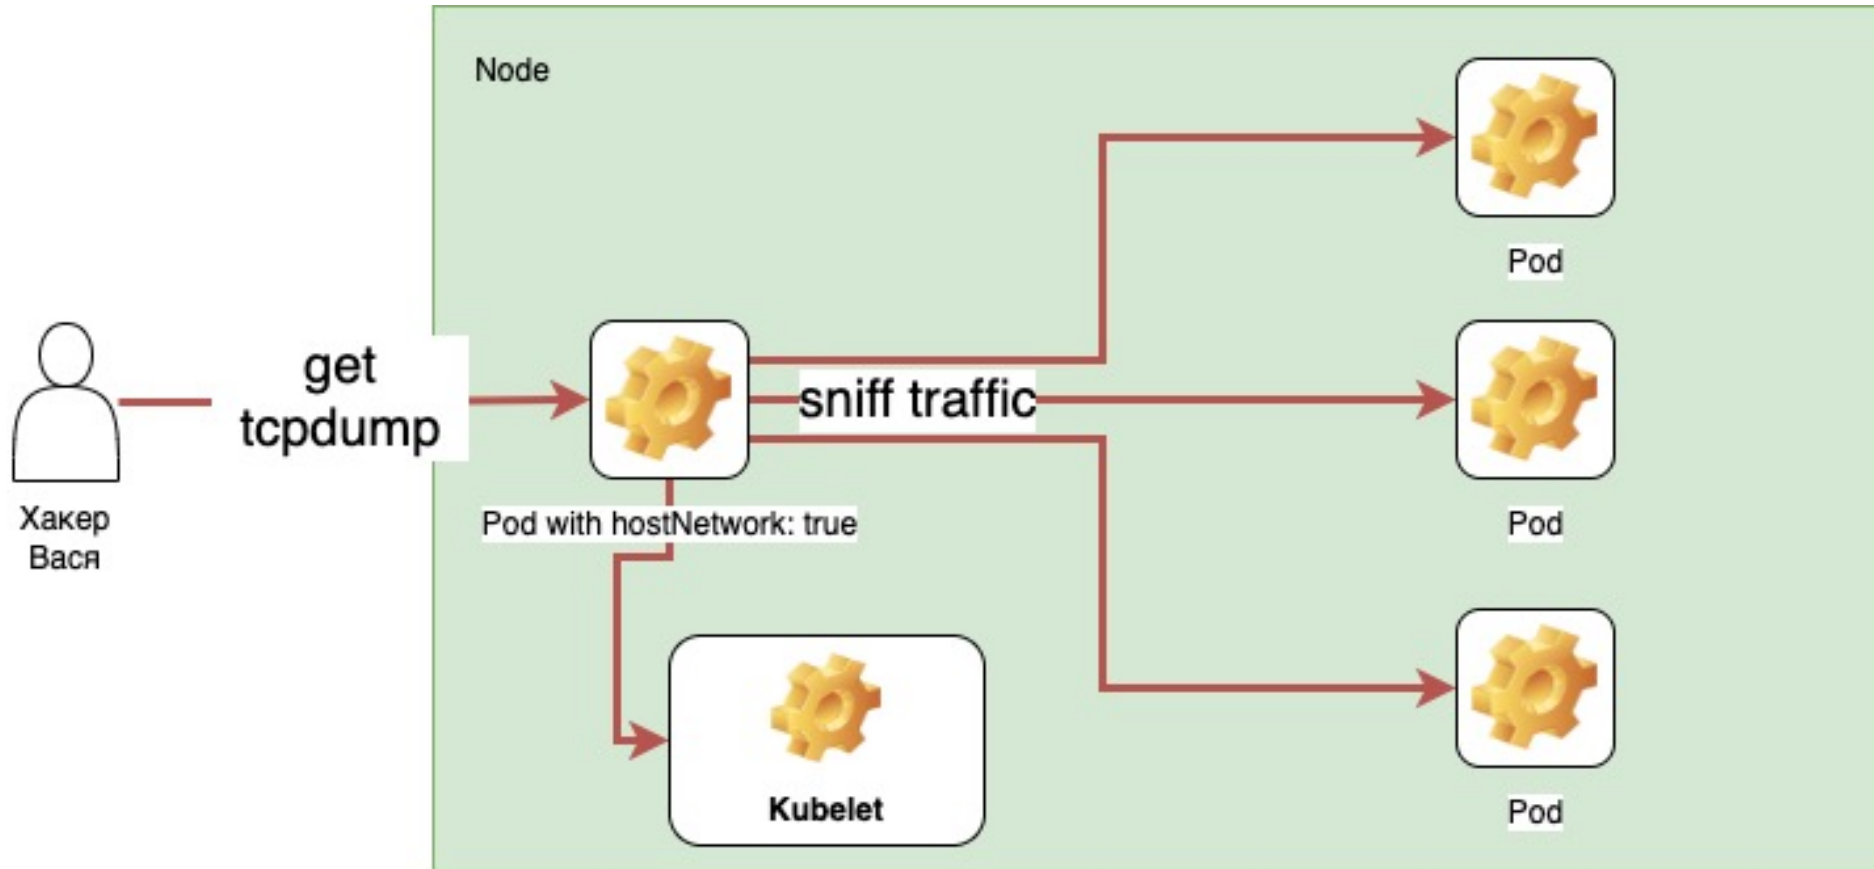 Node
Pod
get
tcpdump
sniff traffic
Хакер
Вася
Pod with hostNetwork: true
Pod
Kubelet
Pod